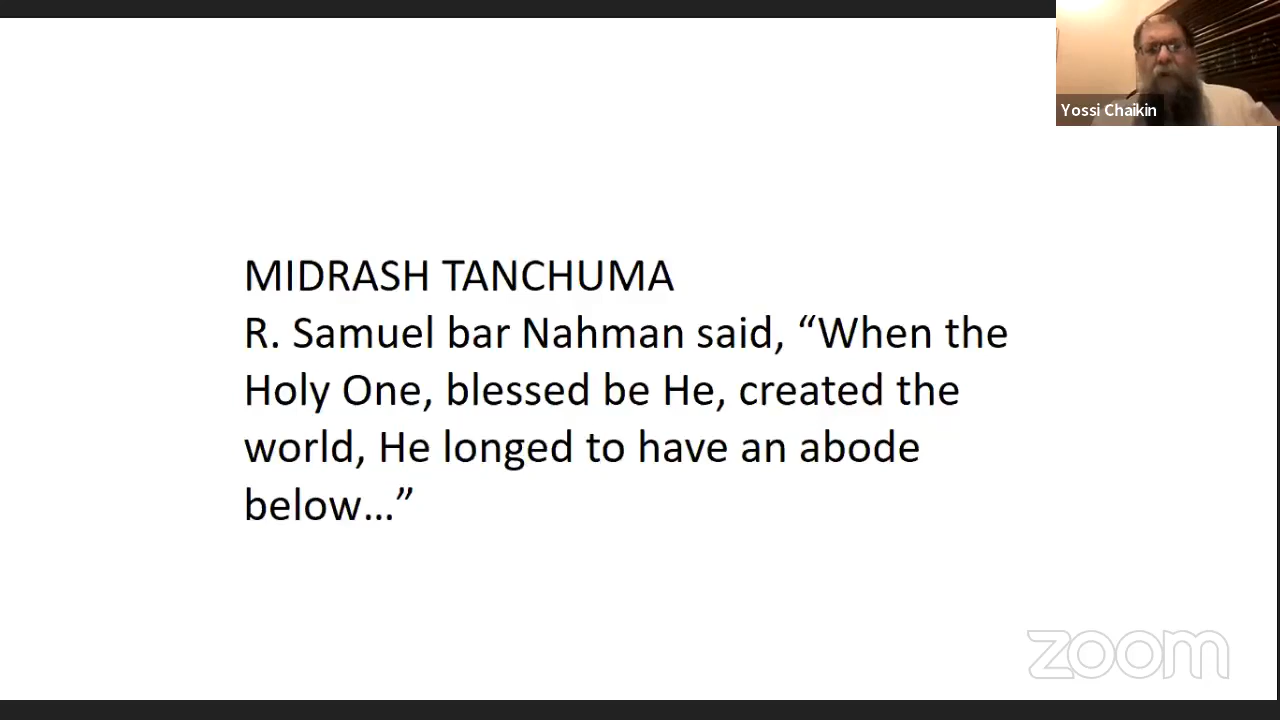 Yossi Chaikin
MIDRASH TANCHUMA
R. Samuel bar Nahman said, “When the
Holy One, blessed be He, created the
world, He longed to have an abode
below…”
zoom